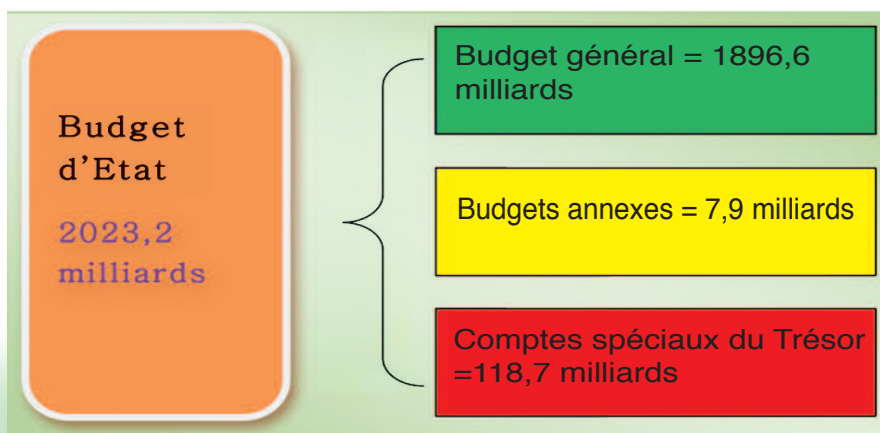 Budget
d'Etat
2023,2
milliards
Budget général = 1896,6
milliards
Budgets annexes = 7,9 milliards
Comptes spéciaux du Trésor
=118,7 milliards